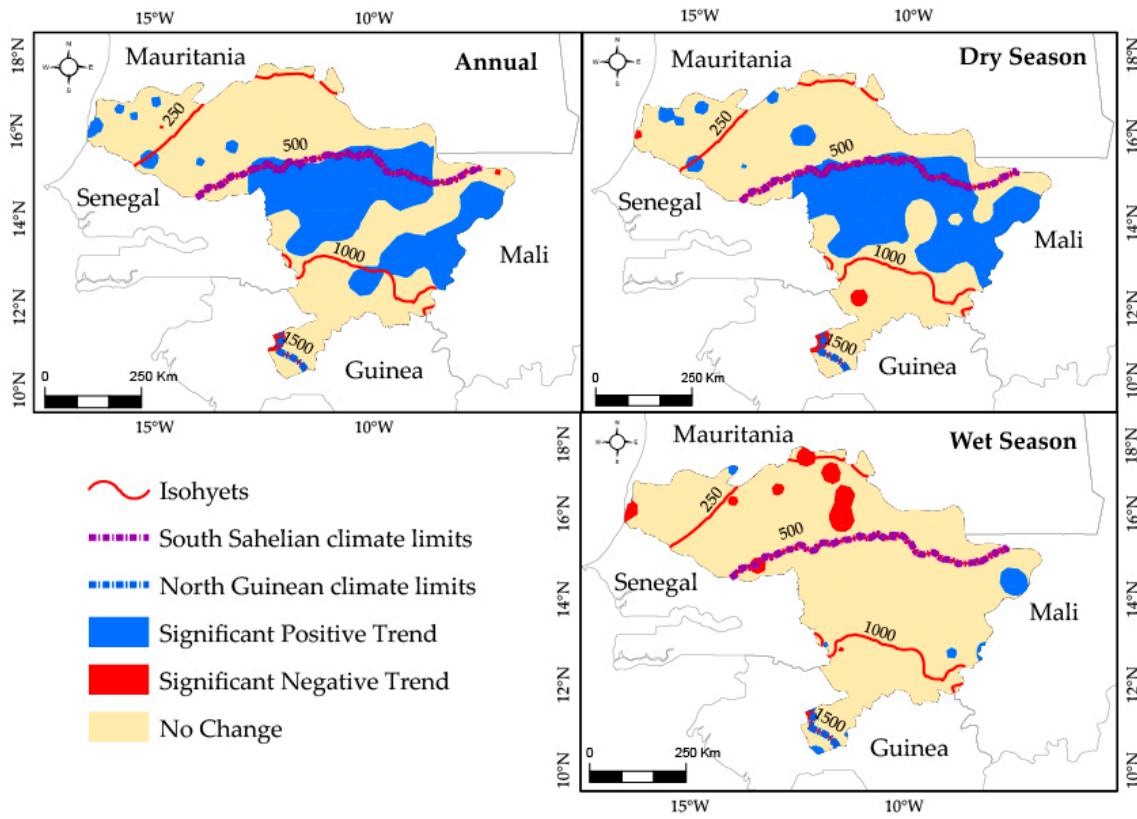 15°W 10°W 15°W 10°W
18°N
16°N
14°N
12°N
10°N
N
W E
S
Mauritania
Annual
250
500
Senegal
1000
Mali
1500
Guinea
0 250 Km
15°W 10°W
N
W E
S
Mauritania
Dry Season
250
500
Senegal
1000
Mali
1500
Guinea
0 250 Km
18°N
16°N
14°N
12°N
10°N
Isohyets
South Sahelian climate limits
North Guinean climate limits
Significant Positive Trend
Significant Negative Trend
No Change
18°N
16°N
14°N
12°N
10°N
N
W E
S
Mauritania
Wet Season
250
500
Senegal
1000
Mali
1500
Guinea
0 250 Km
18°N
16°N
14°N
12°N
10°N
15°W 10°W